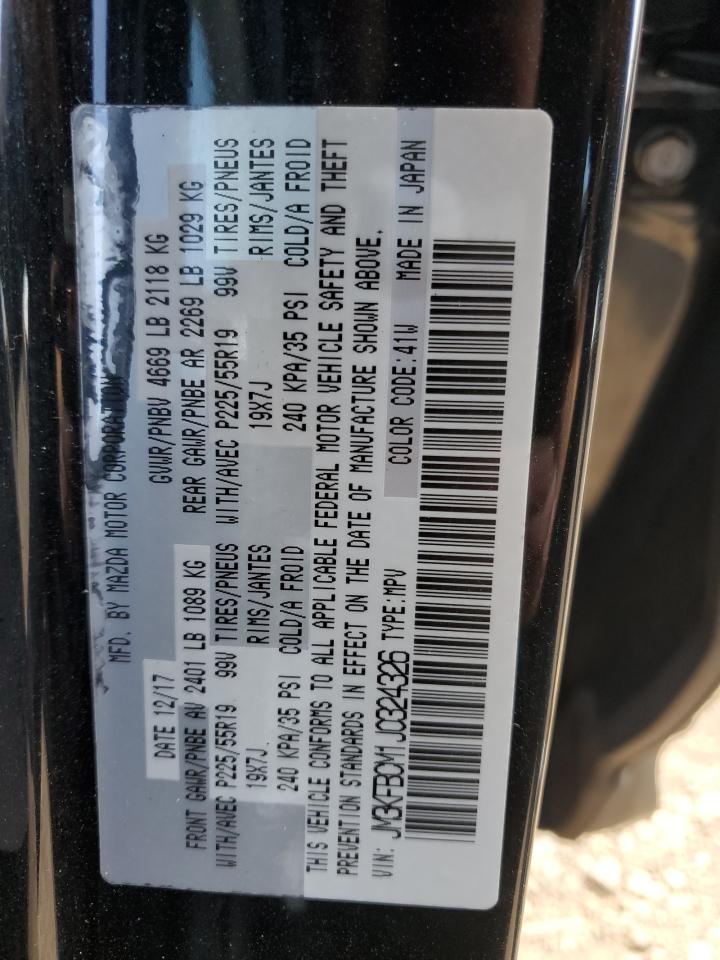 MFD. BY MAZDA MOTOR CORPORATION
DATE 12/17 GVWR/PNBV 4669 LB 2118 KG
FRONT GAWR/PNBE AV 2401 LB 1089 KG REAR GAWR/PNBE AR 2269 LB 1029 KG
WITH/AVEC P225/55R19 99V TIRES/PNEUS WITH/AVEC P225/55R19 99V TIRES/PNEUS
19X7J RIMS/JANTES 19X7J RIMS/JANTES
240 KPA/35 PSI COLD/A FROID 240 KPA/35 PSI COLD/A FROID
THIS VEHICLE CONFORMS TO ALL APPLICABLE FEDERAL MOTOR VEHICLE SAFETY AND THEFT
PREVENTION STANDARDS IN EFFECT ON THE DATE OF MANUFACTURE SHOWN ABOVE.
VIN: JM3KFBCM1J0324326 TYPE:MPV COLOR CODE:41W MADE IN JAPAN